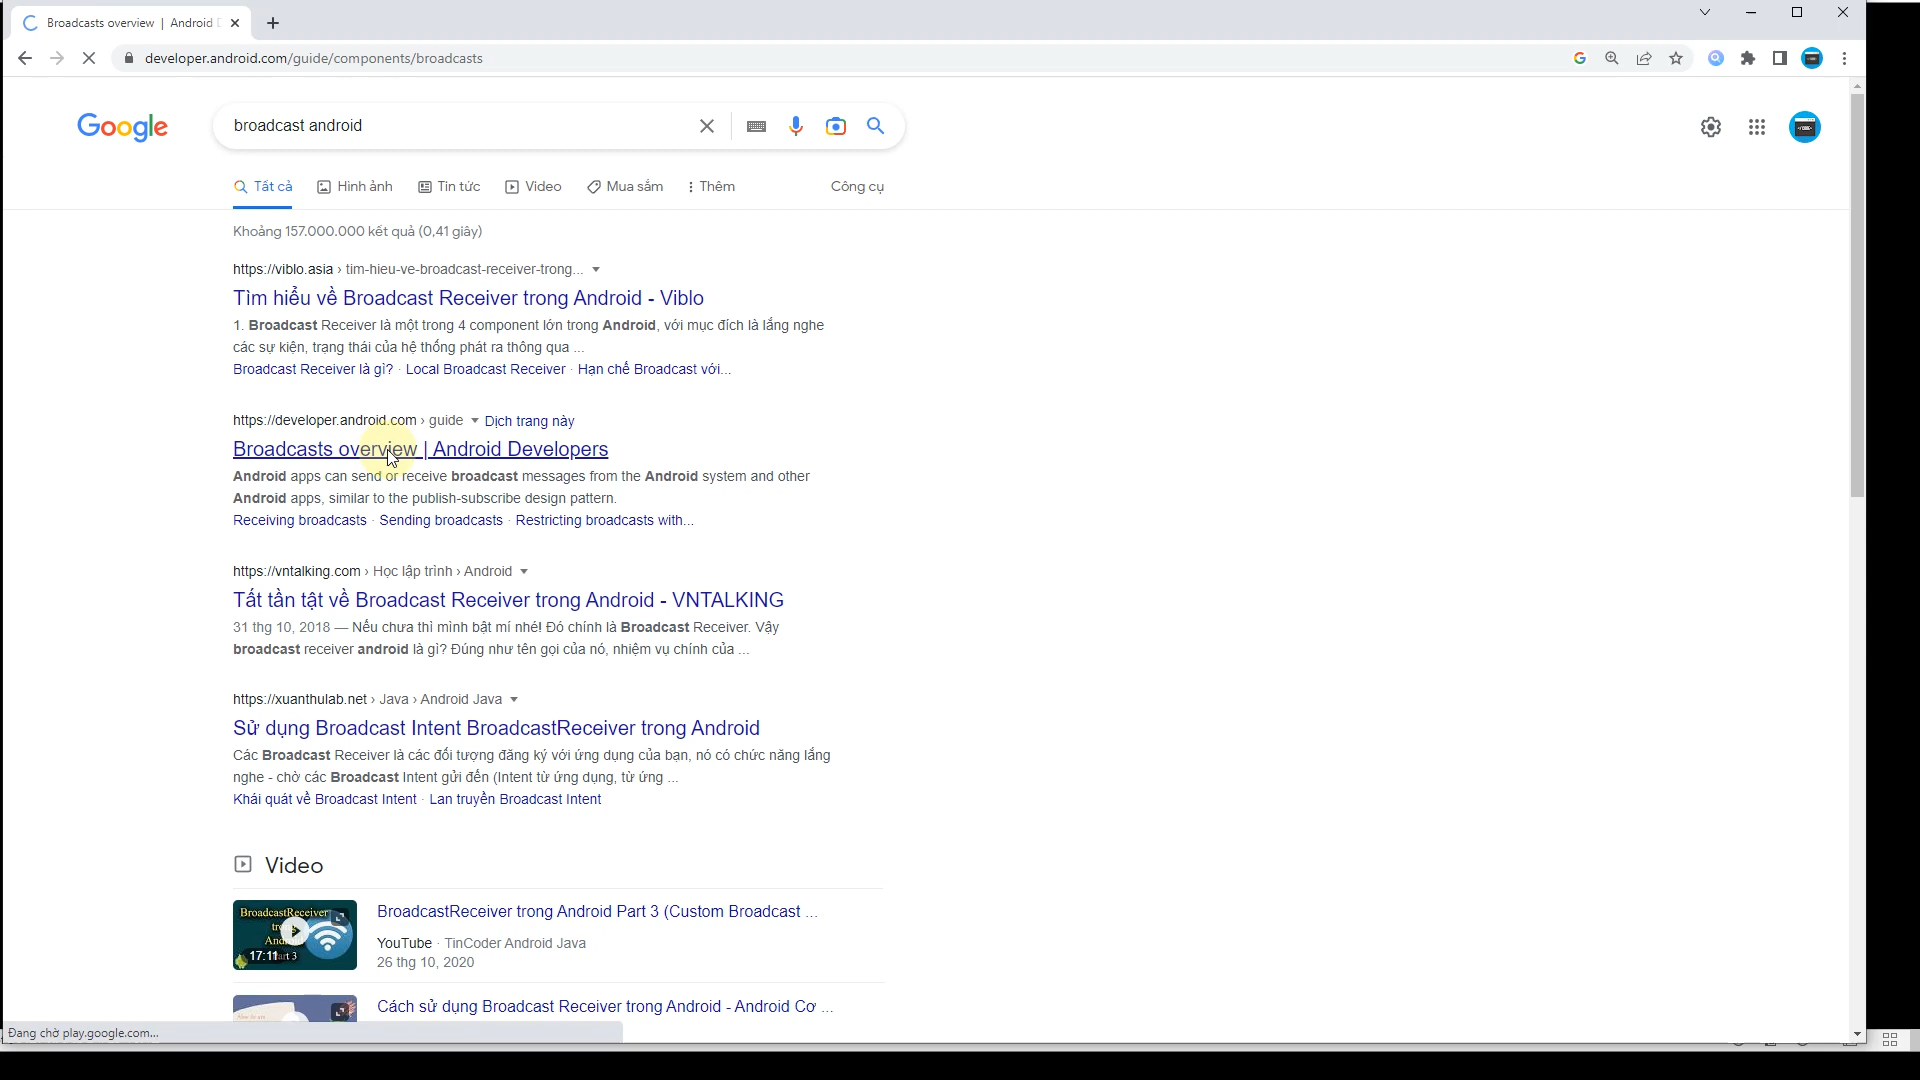 Broadcasts overview | Android D
developer.android.com/guide/components/broadcasts
Google
broadcast android
Tất cả
Hình ảnh
Tin tức
Video
Mua sắm
Thêm
Công cụ
Khoảng 157.000.000 kết quả (0,41 giây)
https://viblo.asia › tim-hieu-ve-broadcast-receiver-trong...
Tìm hiểu về Broadcast Receiver trong Android - Viblo
1. Broadcast Receiver là một trong 4 component lớn trong Android, với mục đích là lắng nghe
các sự kiện, trạng thái của hệ thống phát ra thông qua ...
Broadcast Receiver là gì? · Local Broadcast Receiver · Hạn chế Broadcast với...
https://developer.android.com › guide Dịch trang này
Broadcasts overview | Android Developers
Android apps can send or receive broadcast messages from the Android system and other
Android apps, similar to the publish-subscribe design pattern.
Receiving broadcasts · Sending broadcasts · Restricting broadcasts with...
https://vntalking.com › Học lập trình › Android
Tất tần tật về Broadcast Receiver trong Android - VNTALKING
31 thg 10, 2018 — Nếu chưa thì mình bật mí nhé! Đó chính là Broadcast Receiver. Vậy
broadcast receiver android là gì? Đúng như tên gọi của nó, nhiệm vụ chính của ...
https://xuanthulab.net › Java › Android Java
Sử dụng Broadcast Intent BroadcastReceiver trong Android
Các Broadcast Receiver là các đối tượng đăng ký với ứng dụng của bạn, nó có chức năng lắng
nghe - chờ các Broadcast Intent gửi đến (Intent từ ứng dụng, từ ứng ...
Khái quát về Broadcast Intent · Lan truyền Broadcast Intent
Video
BroadcastReceiver
17:11
BroadcastReceiver trong Android Part 3 (Custom Broadcast ...
YouTube · TinCoder Android Java
26 thg 10, 2020
Cách sử dụng Broadcast Receiver trong Android - Android Cơ ...
Đang chờ play.google.com...